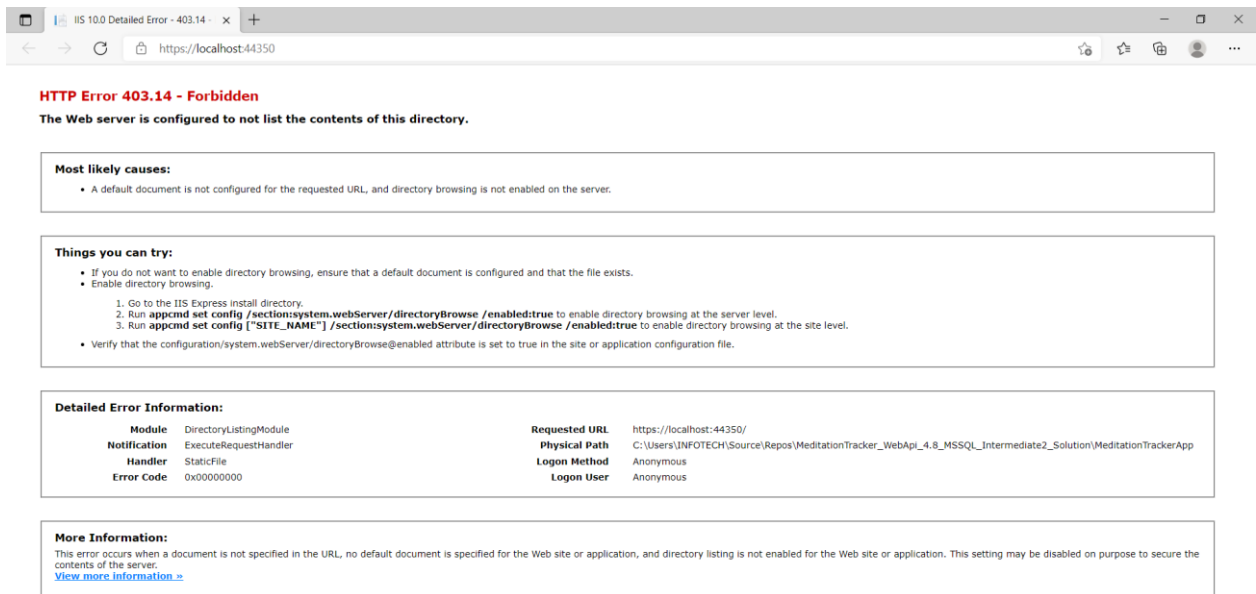 IIS 10.0 Detailed Error - 403.14 -
https://localhost:44350
HTTP Error 403.14 - Forbidden
The Web server is configured to not list the contents of this directory.
Most likely causes:
• A default document is not configured for the requested URL, and directory browsing is not enabled on the server.
Things you can try:
• If you do not want to enable directory browsing, ensure that a default document is configured and that the file exists.
• Enable directory browsing.
1. Go to the IIS Express install directory.
2. Run appcmd set config /section:system.webServer/directoryBrowse /enabled:true to enable directory browsing at the server level.
3. Run appcmd set config ["SITE_NAME"] /section:system.webServer/directoryBrowse /enabled:true to enable directory browsing at the site level.
• Verify that the configuration/system.webServer/directoryBrowse@enabled attribute is set to true in the site or application configuration file.
Detailed Error Information:
Module DirectoryListingModule
Notification ExecuteRequestHandler
Handler StaticFile
Error Code 0x00000000
Requested URL https://localhost:44350/
Physical Path C:\Users\INFOTECH\Source\Repos\MeditationTracker_WebApi_4.8_MSSQL_Intermediate2_Solution\MeditationTrackerApp
Logon Method Anonymous
Logon User Anonymous
More Information:
This error occurs when a document is not specified in the URL, no default document is specified for the Web site or application, and directory listing is not enabled for the Web site or application. This setting may be disabled on purpose to secure the
contents of the server.
View more information »